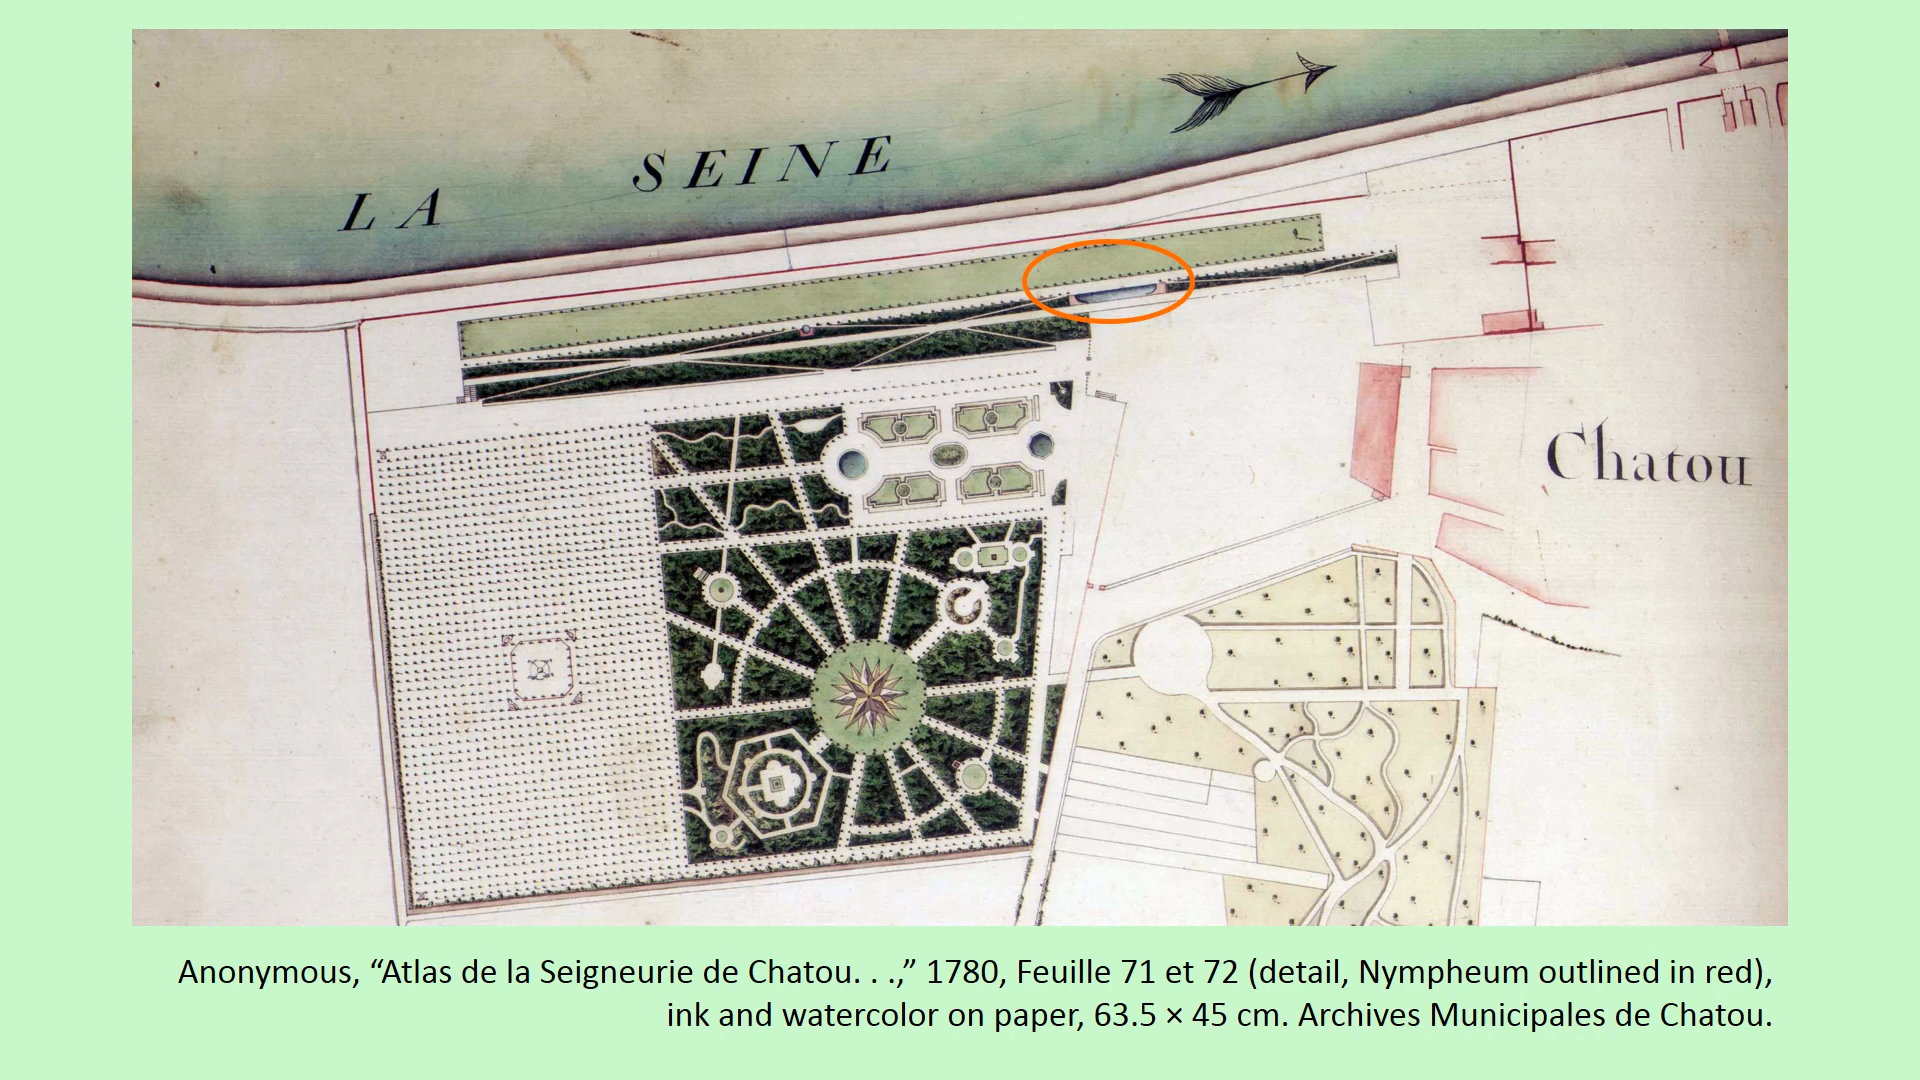 LA SEINE
Chatou
Anonymous, “Atlas de la Seigneurie de Chatou. . .,” 1780, Feuille 71 et 72 (detail, Nympheum outlined in red),
ink and watercolor on paper, 63.5 × 45 cm. Archives Municipales de Chatou.